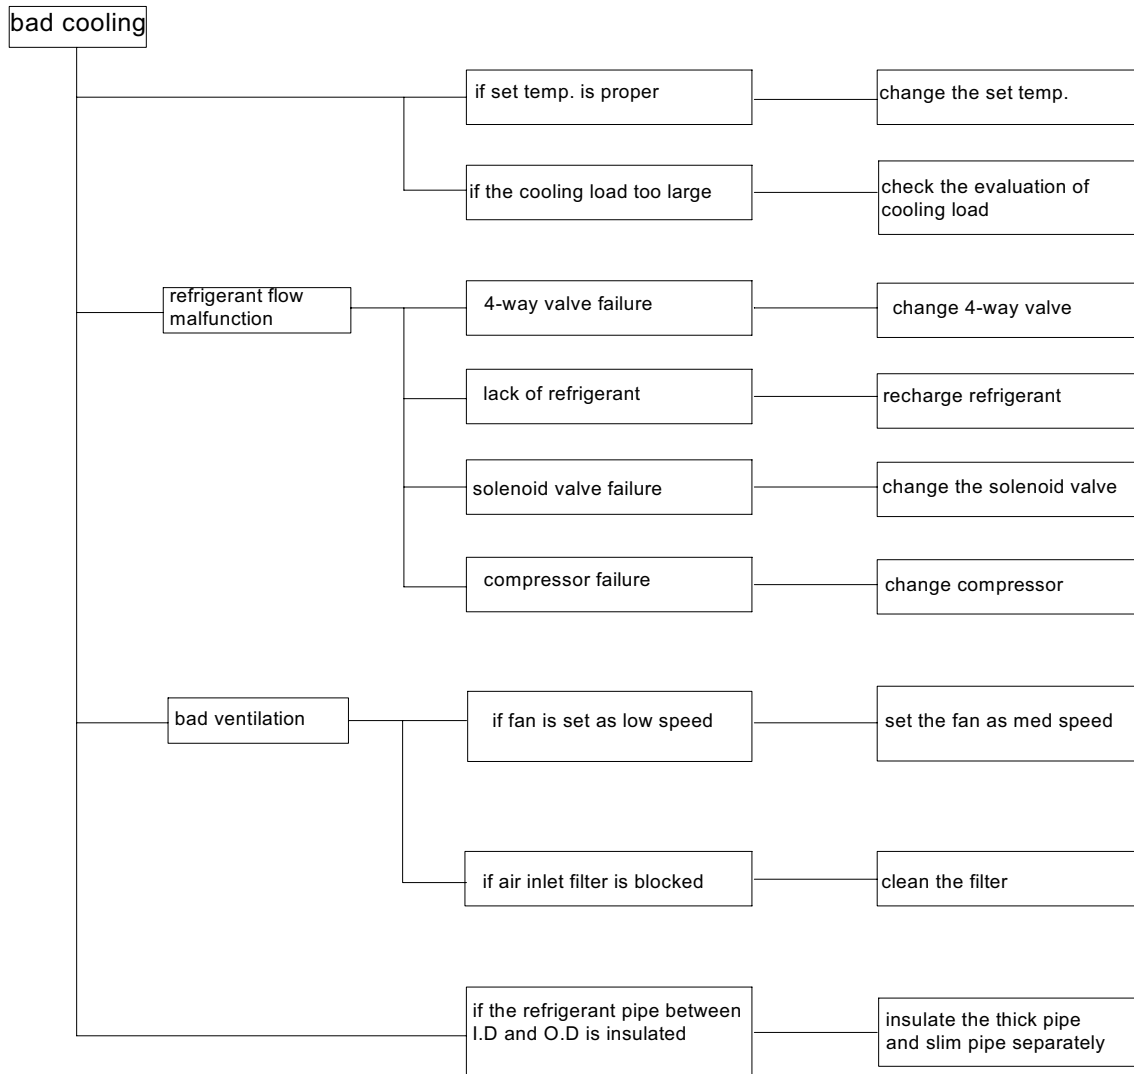 bad cooling
if set temp. is proper
change the set temp.
if the cooling load too large
check the evaluation of
cooling load
refrigerant flow
malfunction
4-way valve failure
change 4-way valve
lack of refrigerant
recharge refrigerant
solenoid valve failure
change the solenoid valve
compressor failure
change compressor
bad ventilation
if fan is set as low speed
set the fan as med speed
if air inlet filter is blocked
clean the filter
if the refrigerant pipe between
I.D and O.D is insulated
insulate the thick pipe
and slim pipe separately